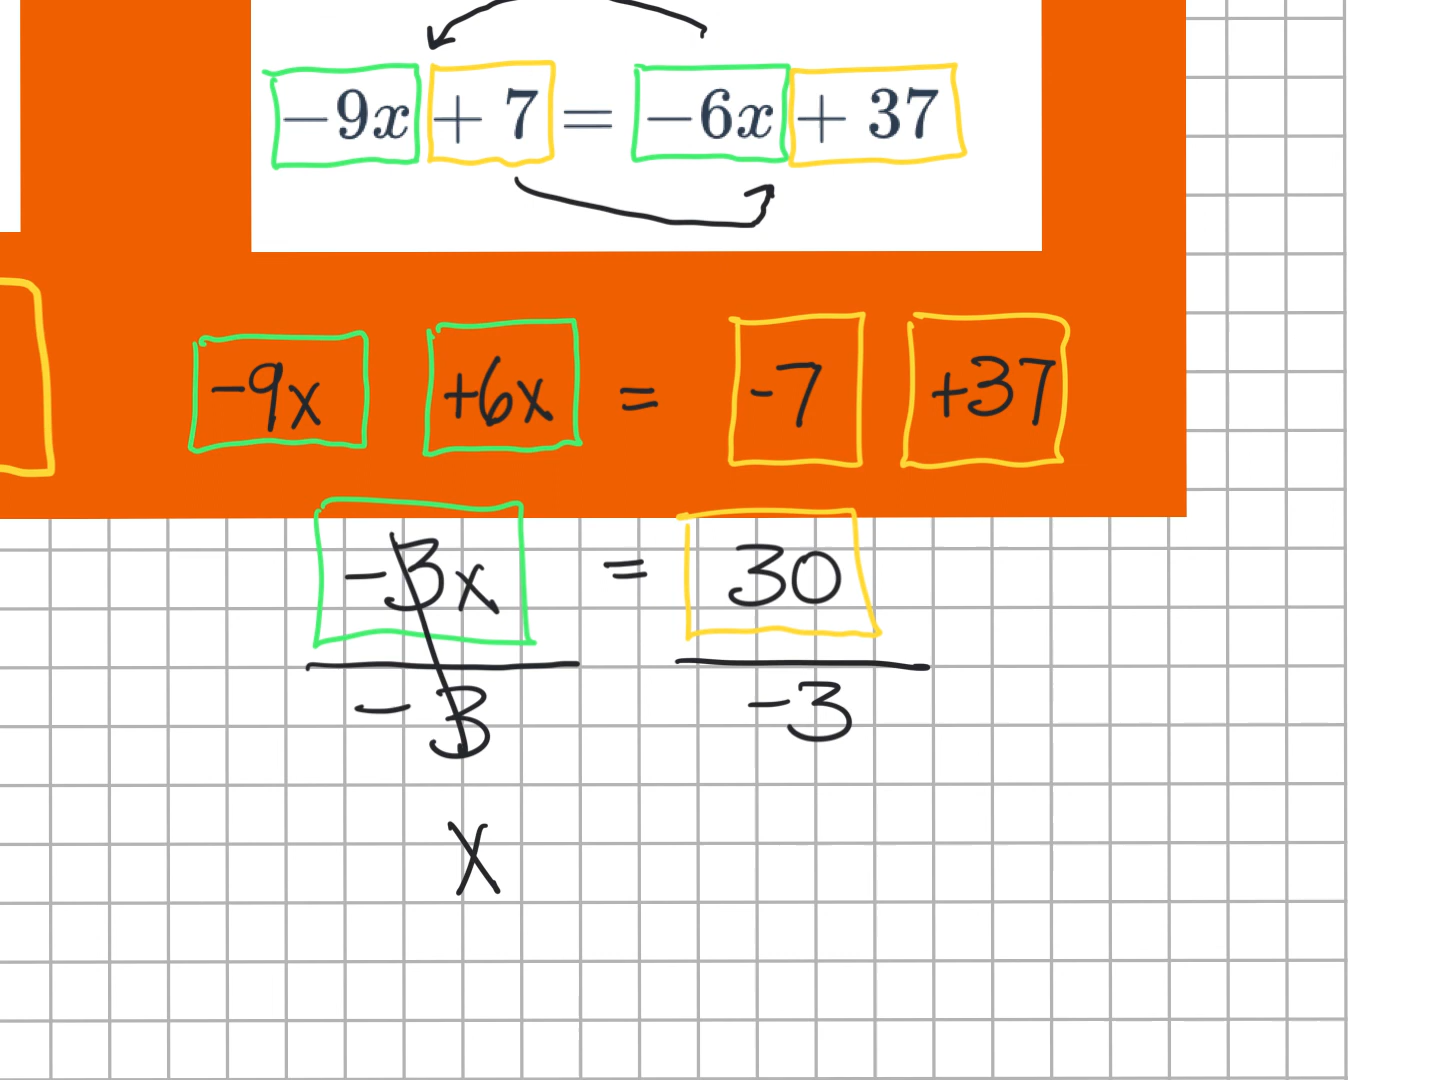 −9x + 7 = −6x + 37
-9x +6x = -7 +37
-3x = 30
-3 -3
x